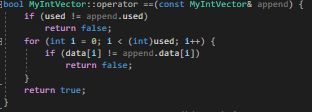 bool MyIntVector::operator ==(const MyIntVector& append) {
if (used != append.used)
return false;
for (int i = 0; i < (int)used; i++) {
if (data[i] != append.data[i])
return false;
}
return true;
}